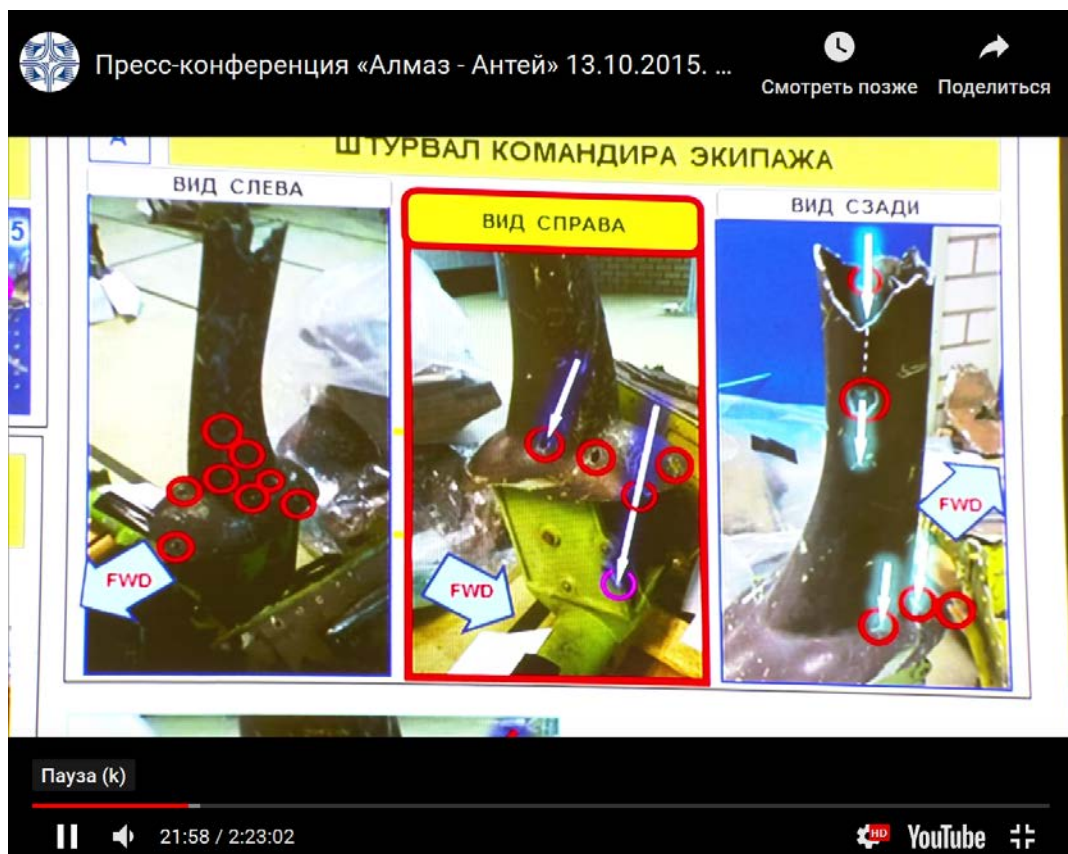 Пресс-конференция «Алмаз - Антей» 13.10.2015. ...
Смотреть позже
Поделиться
А
ШТУРВАЛ КОМАНДИРА ЭКИПАЖА
ВИД СЛЕВА
ВИД СПРАВА
ВИД СЗАДИ
5
FWD
FWD
FWD
Пауза (k)
21:58 / 2:23:02
HD
YouTube